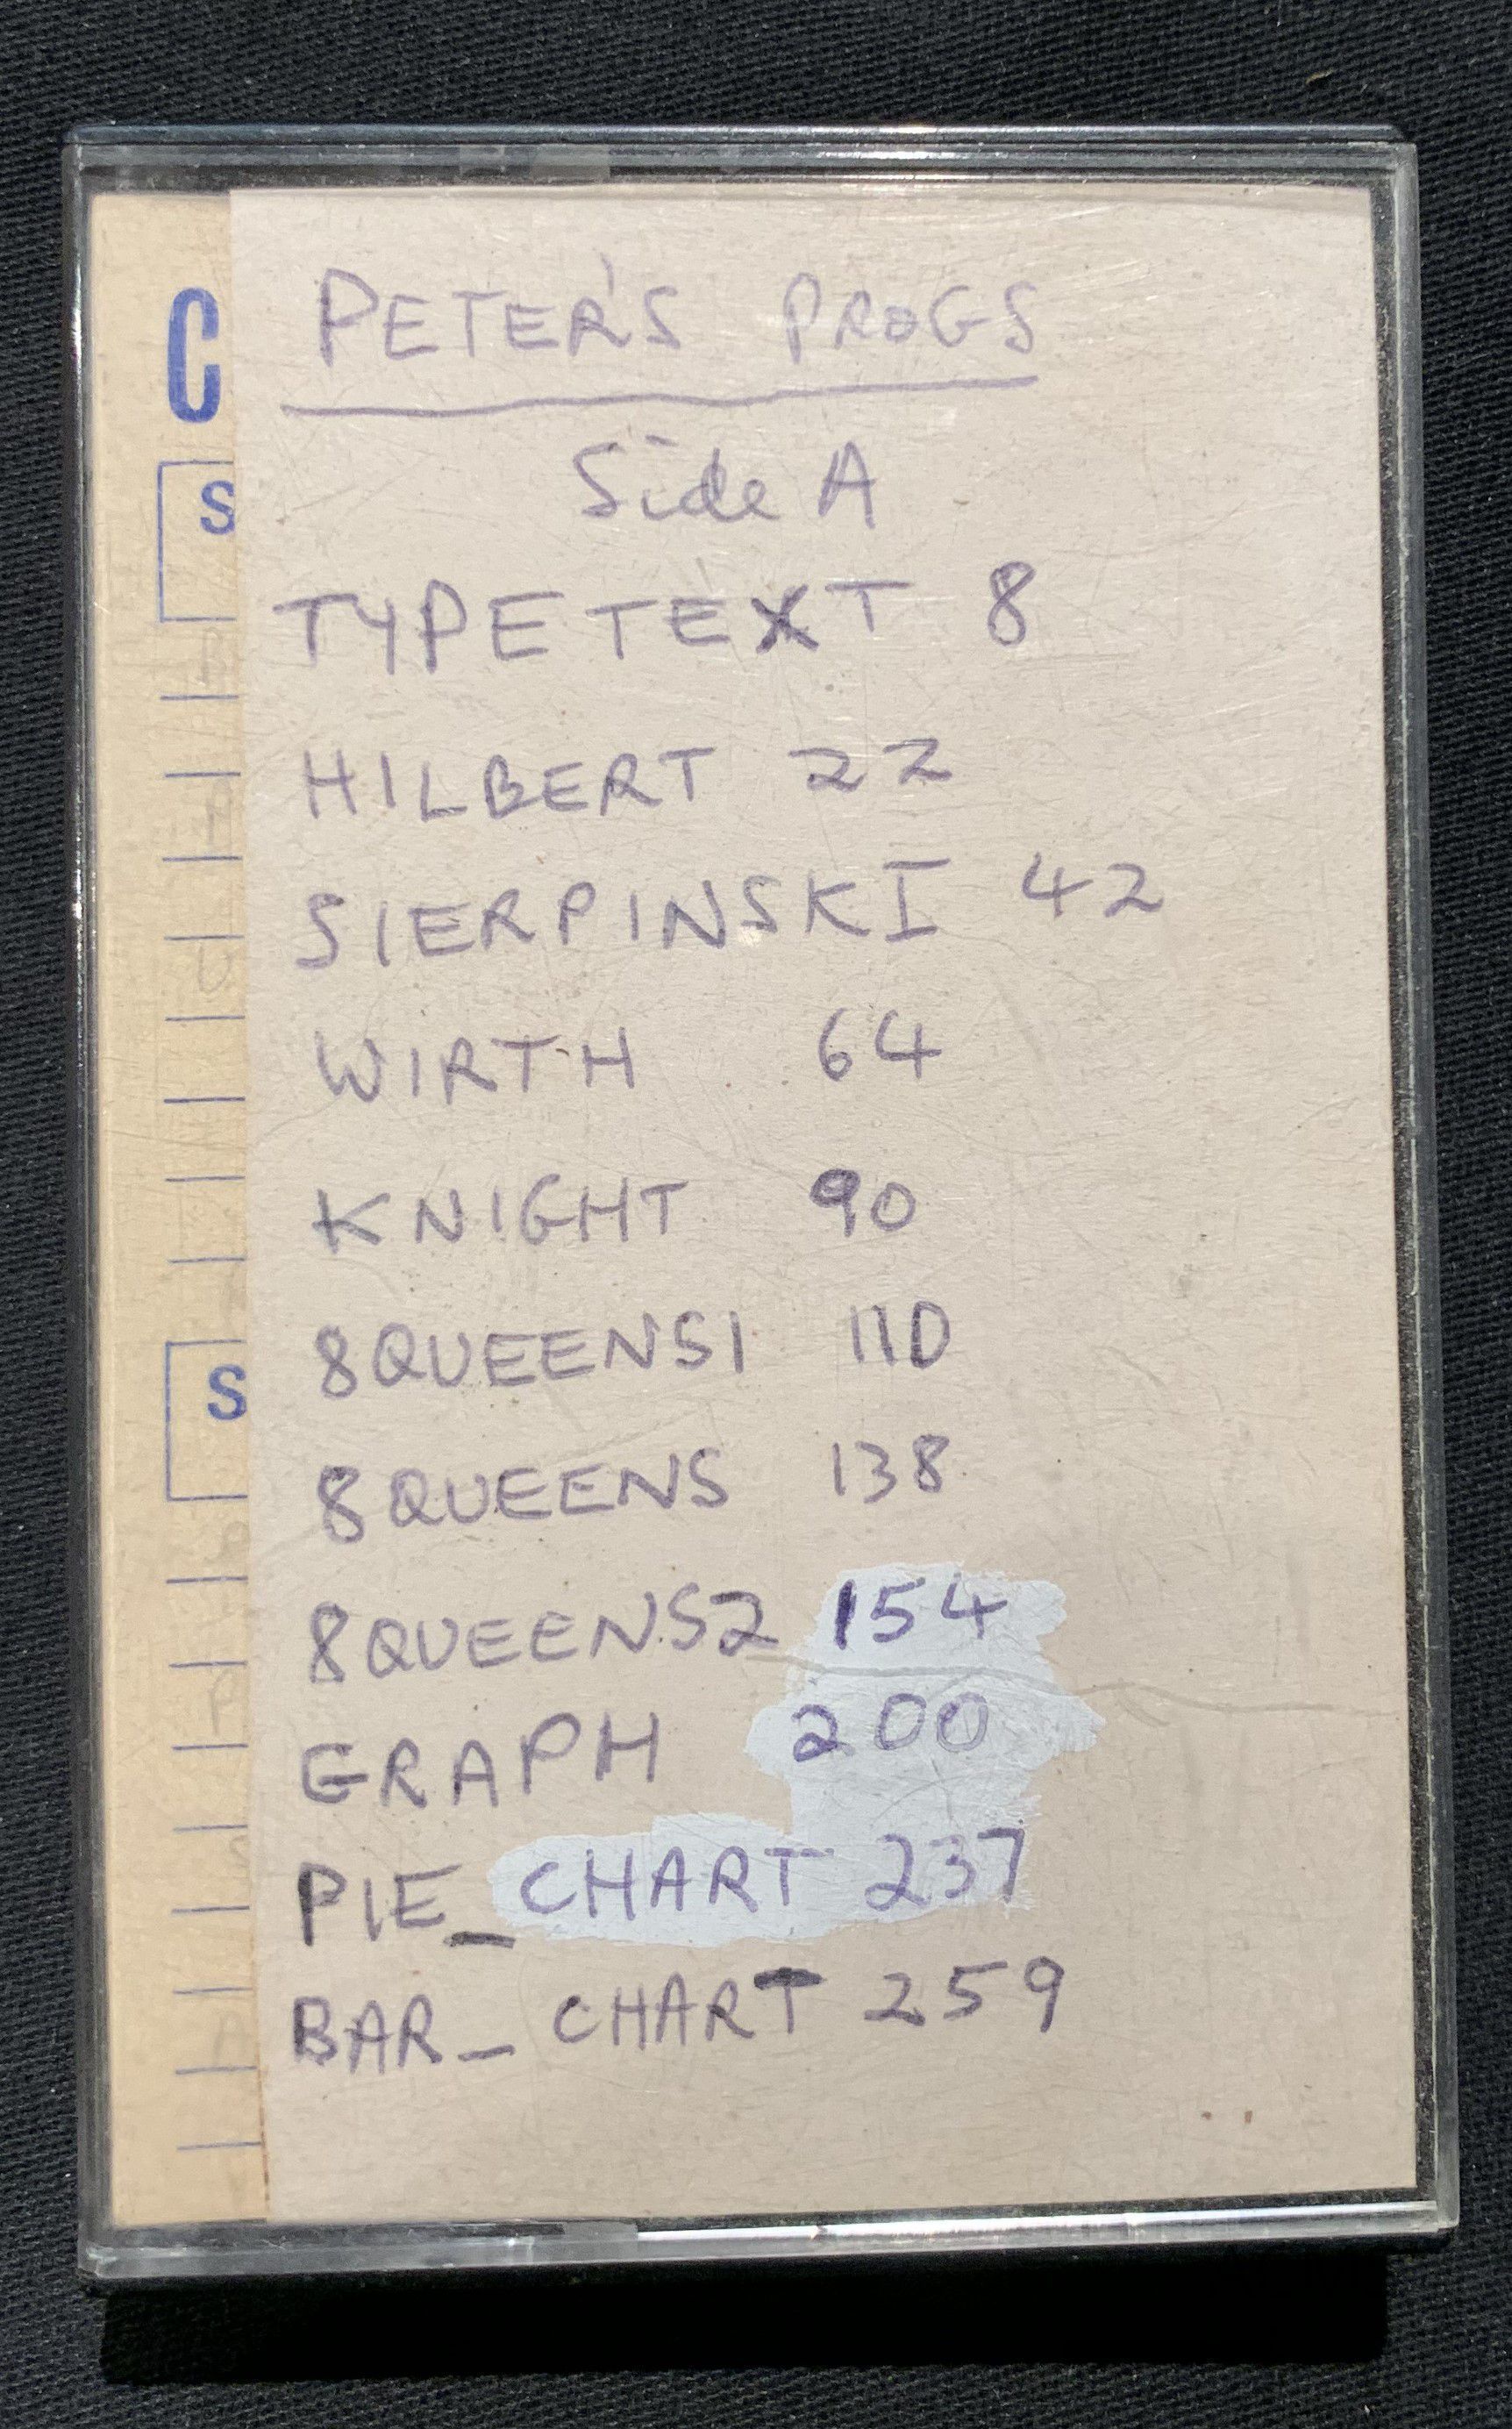 PETER'S PROGS
Side A
TYPETEXT 8
HILBERT 22
SIERPINSKI 42
WIRTH 64
KNIGHT 90
8QUEENS1 110
8QUEENS 138
8QUEENS2 154
GRAPH 200
PIE_CHART 237
BAR_CHART 259
C
S
S